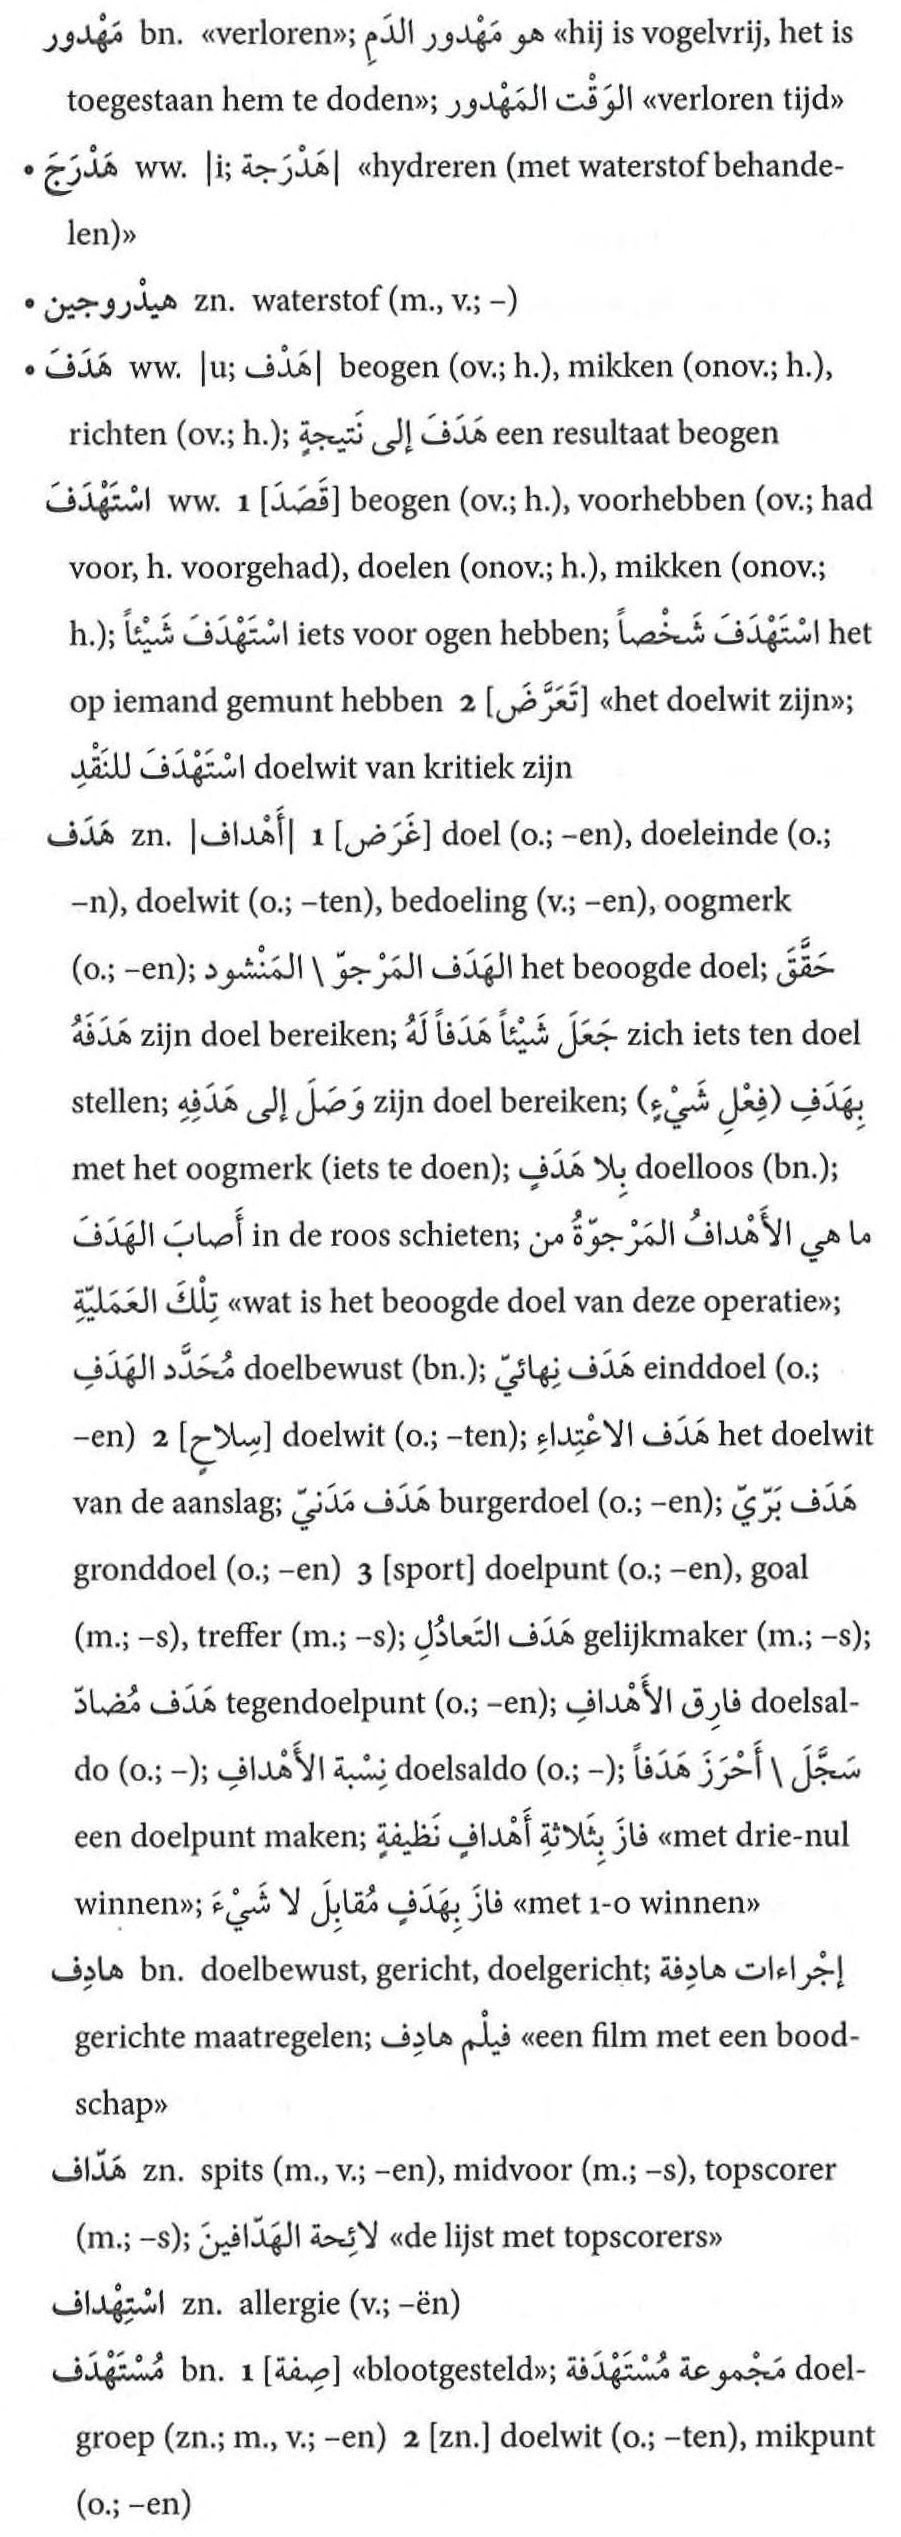 مَهْدور bn. «verloren»; هو مَهْدور الدَّمِ «hij is vogelvrij, het is
toegestaan hem te doden»; الوَقْت المَهْدور «verloren tijd»
• هَدْرَجَ ww. |i; هَدْرَجة| «hydreren (met waterstof behande-
len)»
• هيدْروجين zn. waterstof (m., v.; –)
• هَدَفَ ww. |u; هَدْف| beogen (ov.; h.), mikken (onov.; h.),
richten (ov.; h.); هَدَفَ إلى نَتيجةٍ een resultaat beogen
اسْتَهْدَفَ ww. 1 [قَصَدَ] beogen (ov.; h.), voorhebben (ov.; had
voor, h. voorgehad), doelen (onov.; h.), mikken (onov.;
h.); اسْتَهْدَفَ شَيْئاً iets voor ogen hebben; اسْتَهْدَفَ شَخْصاً het
op iemand gemunt hebben 2 [تَعَرَّضَ] «het doelwit zijn»;
اسْتَهْدَفَ للنَقْدِ doelwit van kritiek zijn
هَدَف zn. |أَهْداف| 1 [غَرَض] doel (o.; –en), doeleinde (o.;
–n), doelwit (o.; –ten), bedoeling (v.; –en), oogmerk
(o.; –en); الهَدَف المَرْجوّ \ المَنْشود het beoogde doel; حَقَّقَ
هَدَفَهُ zijn doel bereiken; جَعَلَ شَيْئاً هَدَفاً لَهُ zich iets ten doel
stellen; وَصَلَ إلى هَدَفِهِ zijn doel bereiken; بِهَدَفِ (فِعْلِ شَيْءٍ)
met het oogmerk (iets te doen); بِلا هَدَفٍ doelloos (bn.);
أَصابَ الهَدَفَ in de roos schieten; ما هي الأَهْدافُ المَرْجوّةُ من
تِلْكَ العَمَليّةِ «wat is het beoogde doel van deze operatie»;
مُحَدَّد الهَدَفِ doelbewust (bn.); هَدَف نِهائيّ einddoel (o.;
–en) 2 [سِلاحٍ] doelwit (o.; –ten); هَدَف الاعْتِداءِ het doelwit
van de aanslag; هَدَف مَدَنيّ burgerdoel (o.; –en); هَدَف بَرّيّ
gronddoel (o.; –en) 3 [sport] doelpunt (o.; –en), goal
(m.; –s), treffer (m.; –s); هَدَف التَعادُلِ gelijkmaker (m.; –s);
هَدَف مُضادّ tegendoelpunt (o.; –en); فارِق الأَهْدافِ doelsal-
do (o.; –); نِسْبة الأَهْدافِ doelsaldo (o.; –); سَجَّلَ \ أَحْرَزَ هَدَفاً
een doelpunt maken; فازَ بِثَلاثةِ أَهْدافٍ نَظيفةٍ «met drie-nul
winnen»; فازَ بِهَدَفٍ مُقابِلَ لا شَيْءَ «met 1-0 winnen»
هادِف bn. doelbewust, gericht, doelgericht; إجْراءات هادِفة
gerichte maatregelen; فيلْم هادِف «een film met een bood-
schap»
هَدّاف zn. spits (m., v.; –en), midvoor (m.; –s), topscorer
(m.; –s); لائِحة الهَدّافينَ «de lijst met topscorers»
اسْتِهْداف zn. allergie (v.; –ën)
مُسْتَهْدَف bn. 1 [صِفة] «blootgesteld»; مَجْموعة مُسْتَهْدَفة doel-
groep (zn.; m., v.; –en) 2 [zn.] doelwit (o.; –ten), mikpunt
(o.; –en)